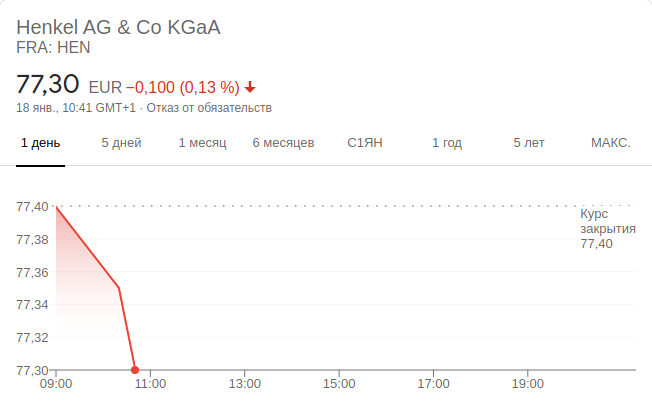 Henkel AG & Co KGaA
FRA: HEN
77,30 EUR −0,100 (0,13 %)
18 янв., 10:41 GMT+1 · Отказ от обязательств
1 день 5 дней 1 месяц 6 месяцев С1ЯН 1 год 5 лет МАКС.
77,40
Курс
закрытия
77,40
77,38
77,36
77,34
77,32
77,30
09:00 11:00 13:00 15:00 17:00 19:00